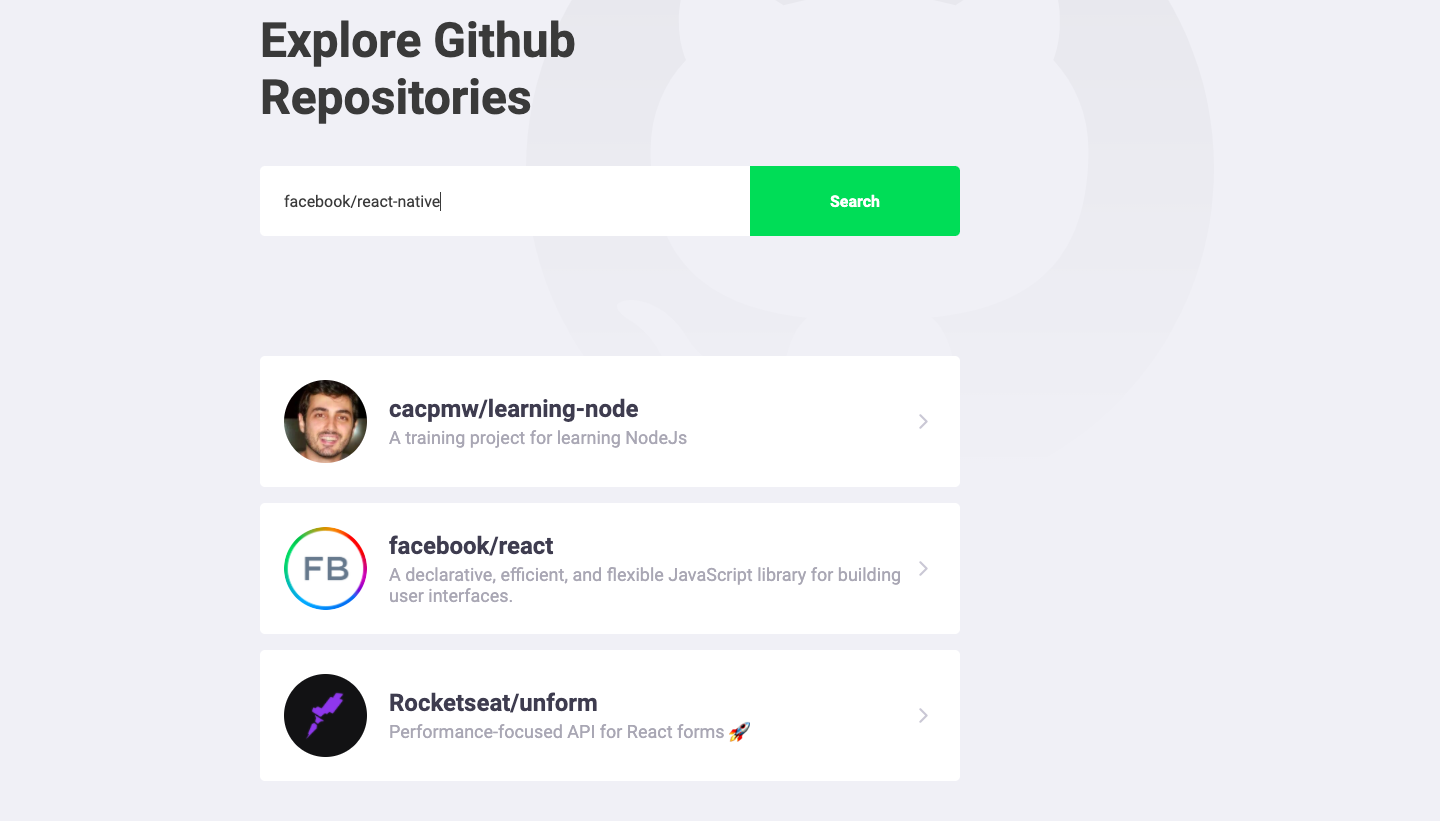 Explore Github
Repositories
facebook/react-native
Search
cacpmw/learning-node
A training project for learning NodeJs
FB
facebook/react
A declarative, efficient, and flexible JavaScript library for building
user interfaces.
Rocketseat/unform
Performance-focused API for React forms 🚀